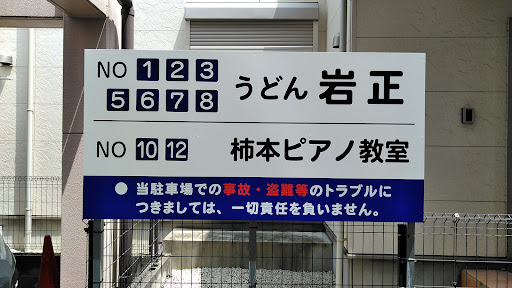 NO 1 2 3
5 6 7 8
うどん 岩正
NO 10 12 柿本ピアノ教室
● 当駐車場での事故・盗難等のトラブルに
つきましては、一切責任を負いません。